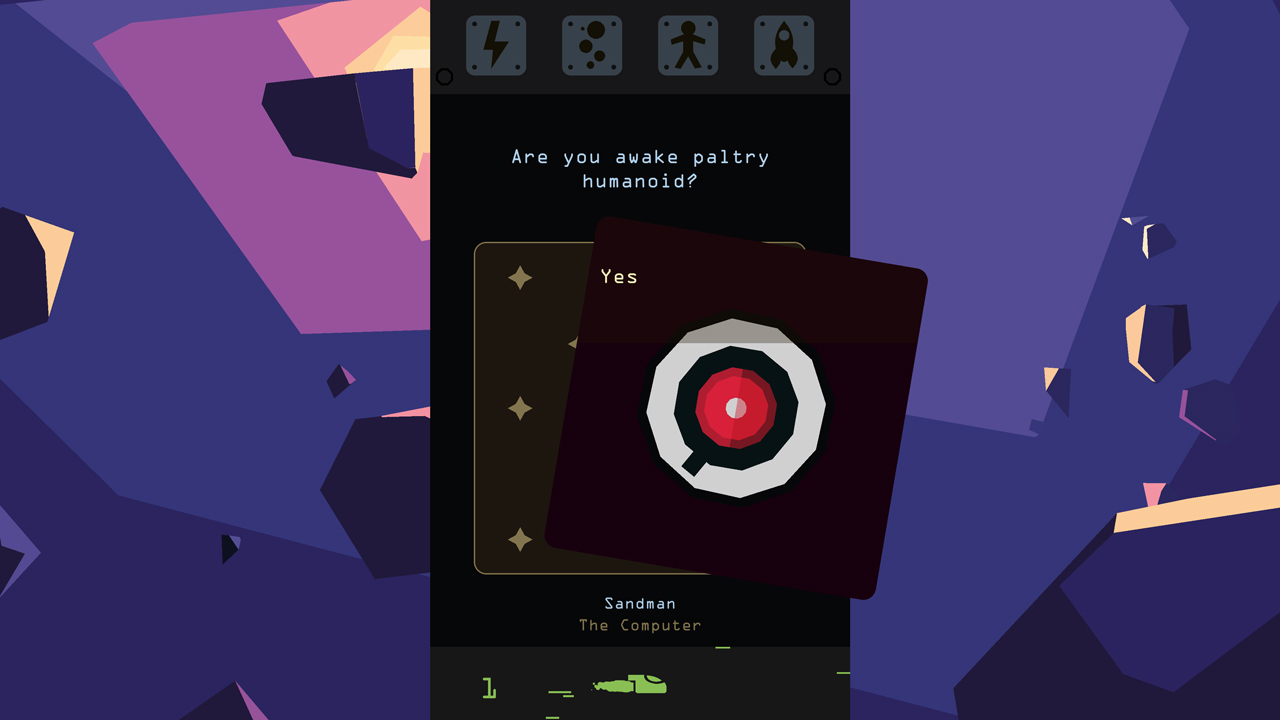 Are you awake paltry
humanoid?
Yes
Sandman
The Computer
1